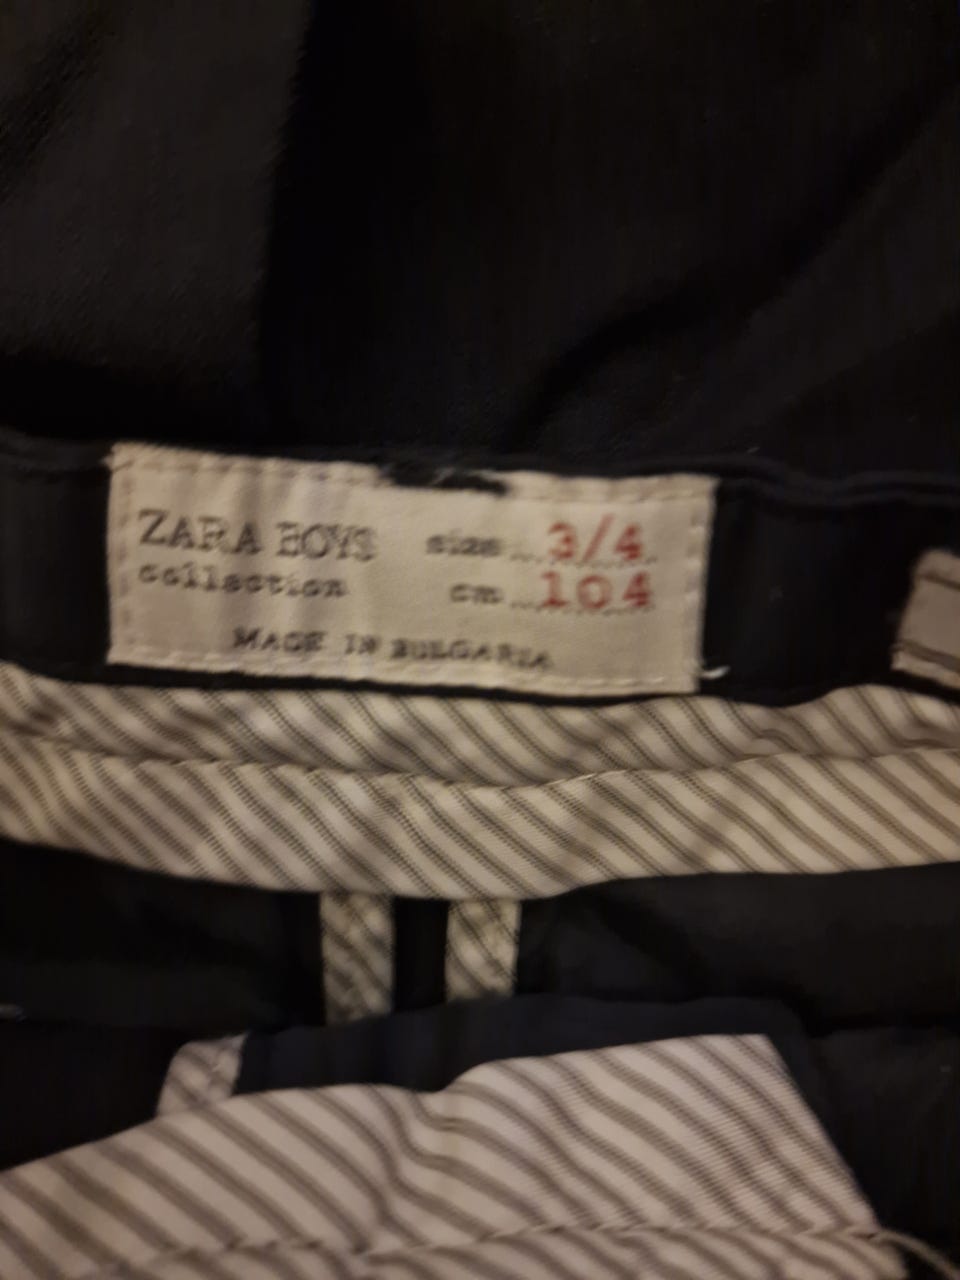 ZARA BOYS size...3/4.
collection cm...104
MADE IN BULGARIA